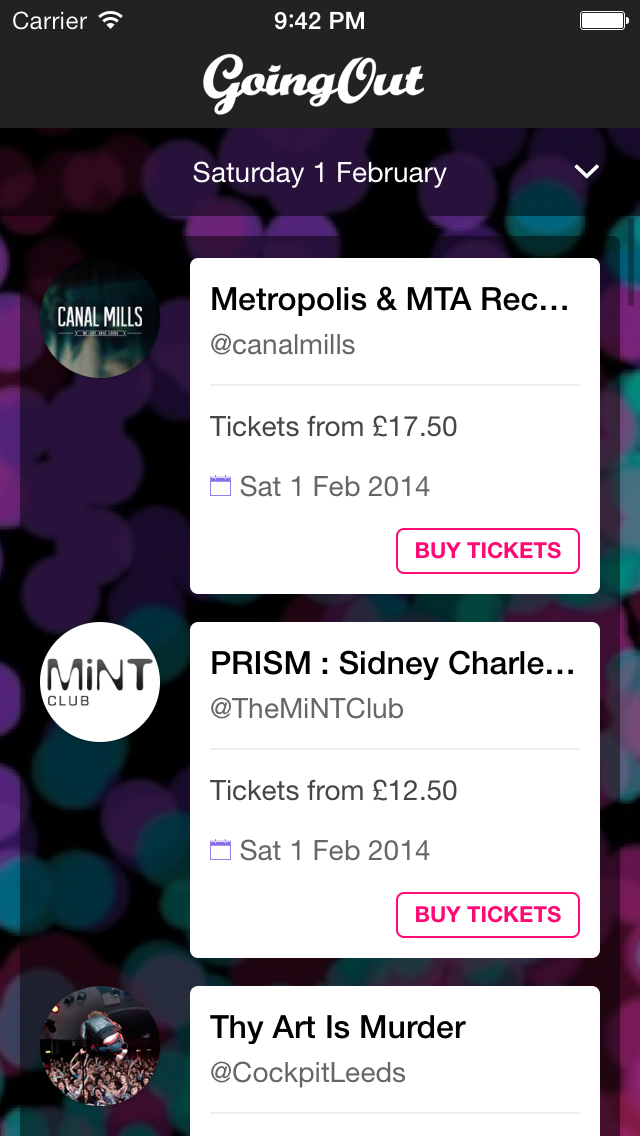 Carrier 9:42 PM
GoingOut
Saturday 1 February
CANAL MILLS
Metropolis & MTA Rec...
@canalmills
Tickets from £17.50
Sat 1 Feb 2014
BUY TICKETS
MiNT
CLUB
PRISM : Sidney Charle...
@TheMiNTClub
Tickets from £12.50
Sat 1 Feb 2014
BUY TICKETS
Thy Art Is Murder
@CockpitLeeds